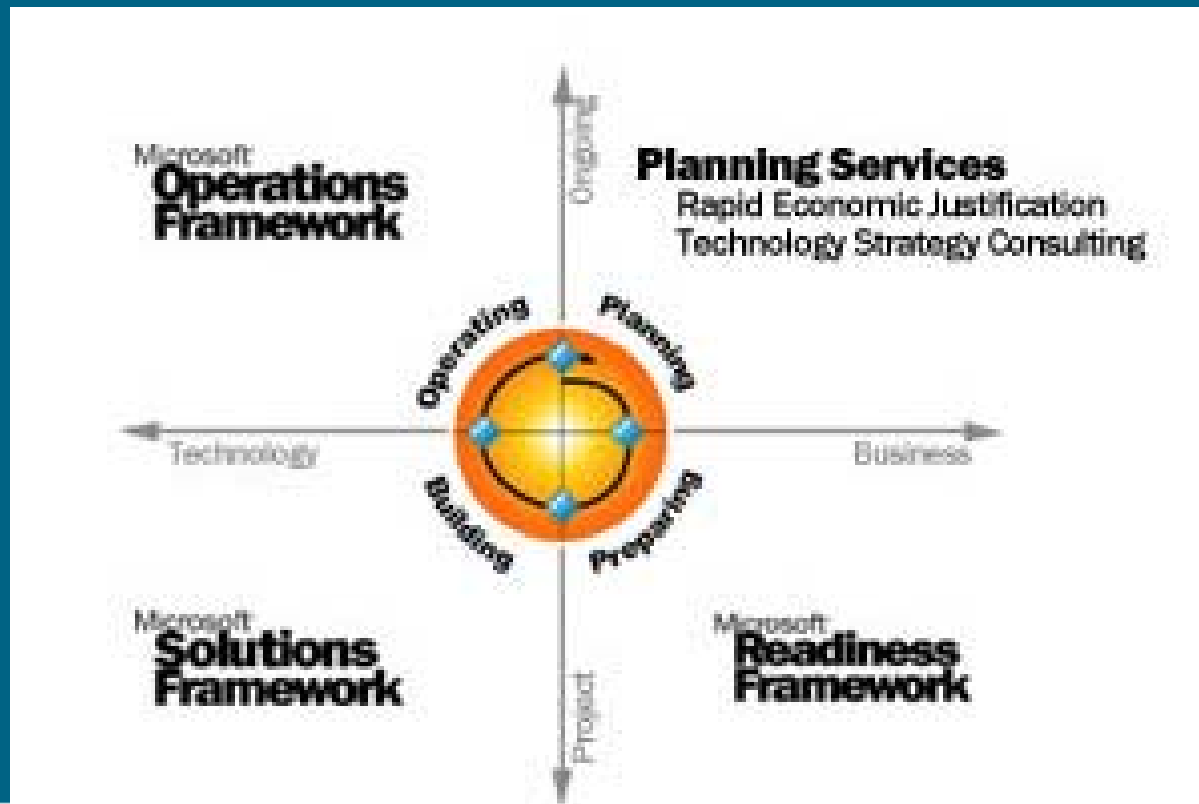 Ongoing
Microsoft
Operations
Framework
Planning Services
Rapid Economic Justification
Technology Strategy Consulting
Operating
Planning
Technology
Business
Building
Preparing
Microsoft
Solutions
Framework
Microsoft
Readiness
Framework
Project